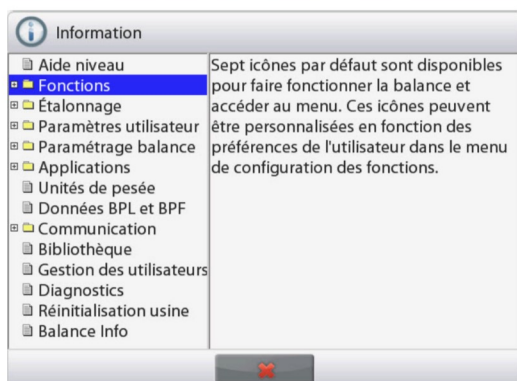 Information
Aide niveau
Fonctions
Étalonnage
Paramètres utilisateur
Paramétrage balance
Applications
Unités de pesée
Données BPL et BPF
Communication
Bibliothèque
Gestion des utilisateurs
Diagnostics
Réinitialisation usine
Balance Info
Sept icônes par défaut sont disponibles
pour faire fonctionner la balance et
accéder au menu. Ces icônes peuvent
être personnalisées en fonction des
préférences de l'utilisateur dans le menu
de configuration des fonctions.